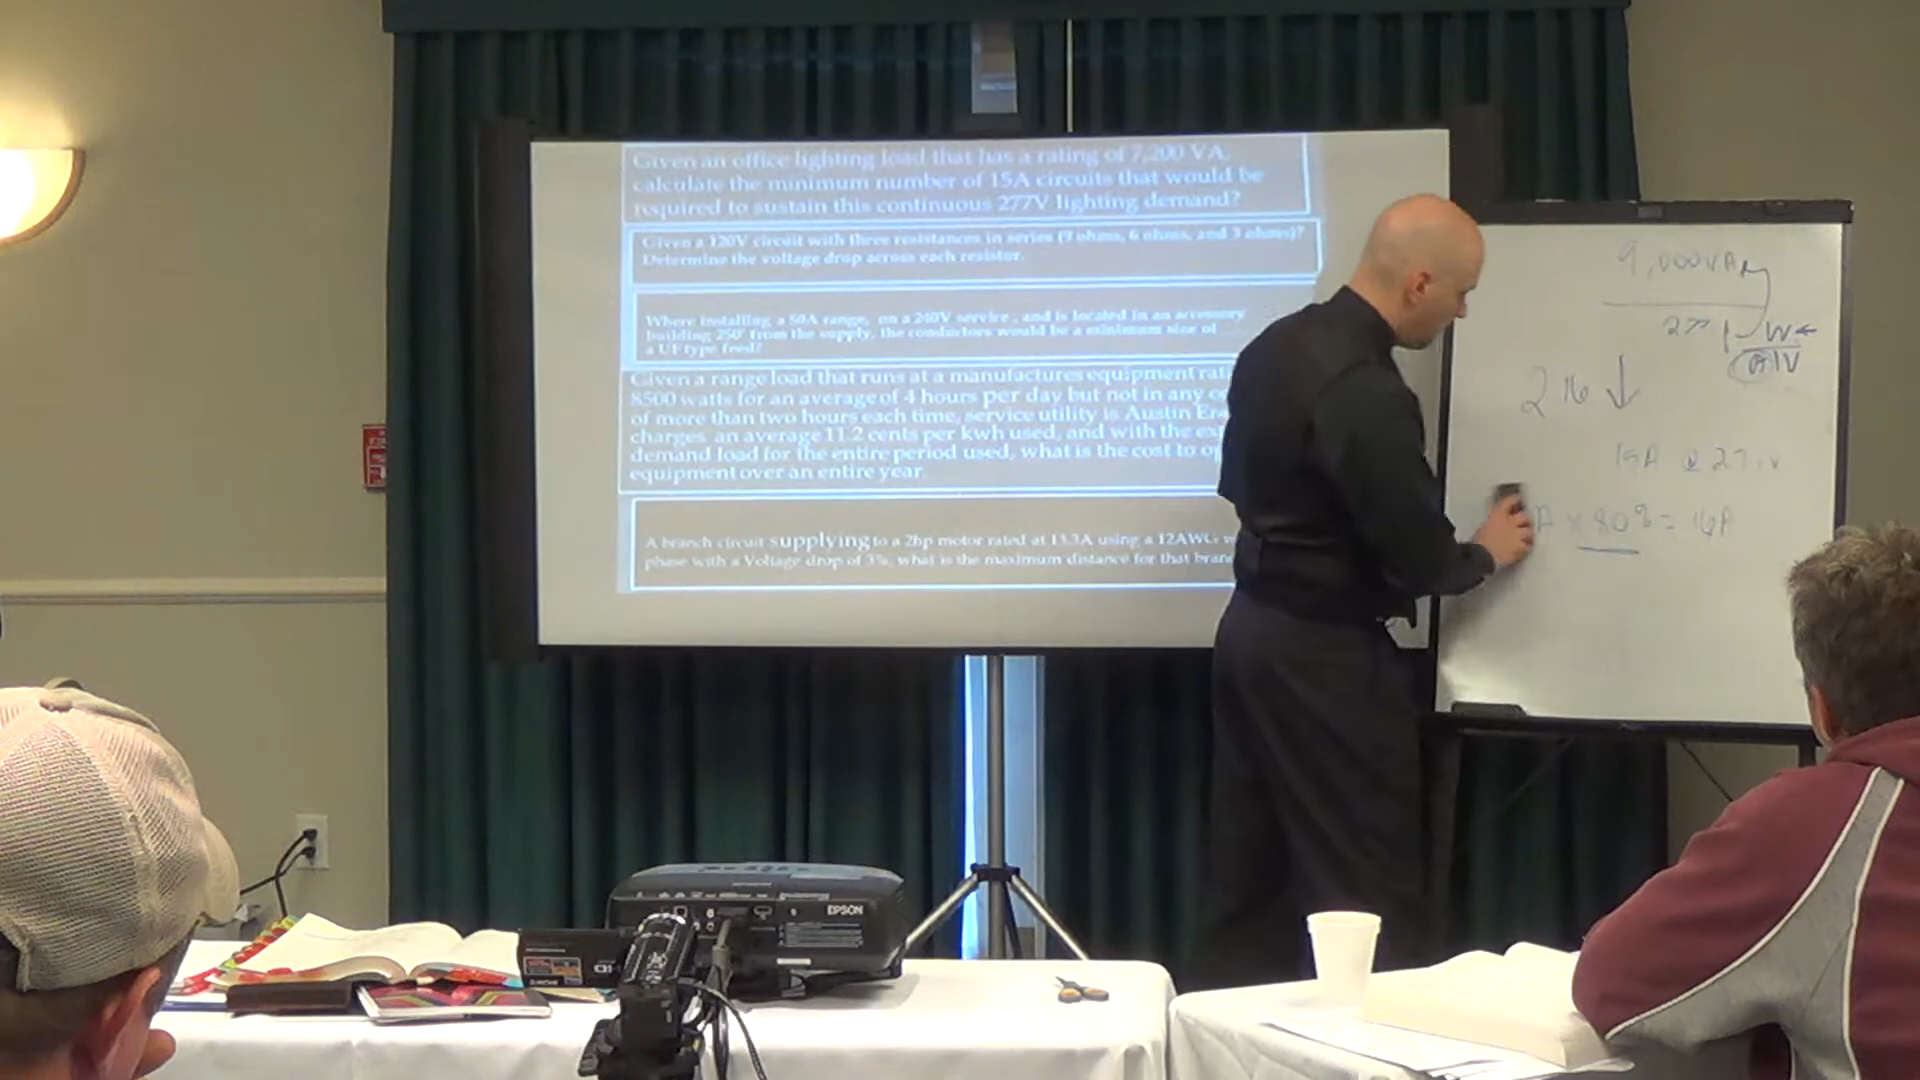 Given an office lighting load that has a rating of 7,200 VA,
calculate the minimum number of 15A circuits that would be
required to sustain this continuous 277V lighting demand?
Given a 120V circuit with three resistances in series (9 ohms, 6 ohms, and 3 ohms)?
Determine the voltage drop across each resistor.
Where installing a 50A range, on a 240V service, and is located in an accessory
building 250' from the supply, the conductors would be a minimum size of
a UF type feed?
Given a range load that runs at a manufactures equipment
8500 watts for an average of 4 hours per day but not in any
of more than two hours each time, service utility is Austin
charges an average 11.2 cents per kwh used, and with the
demand load for the entire period used, what is the cost to
equipment over an entire year.
A branch circuit supplying to a 2hp motor rated at 13.3A using a 12AWG
phase with a Voltage drop of 3%, what is the maximum distance for that
9,000VA
277
W
A V
2 16
15A @ 277V
A x 80% = 16A
EPSON